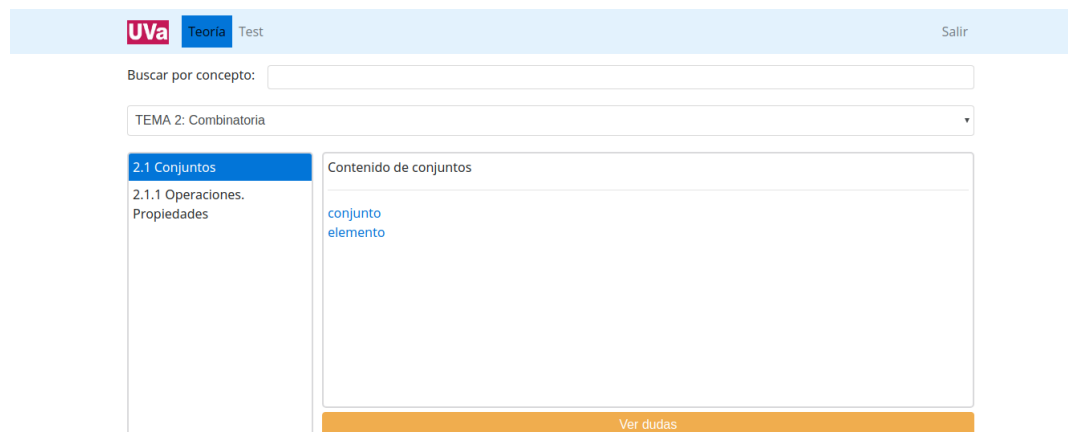 UVa Teoría Test Salir
Buscar por concepto:
TEMA 2: Combinatoria
2.1 Conjuntos
2.1.1 Operaciones.
Propiedades
Contenido de conjuntos
conjunto
elemento
Ver dudas